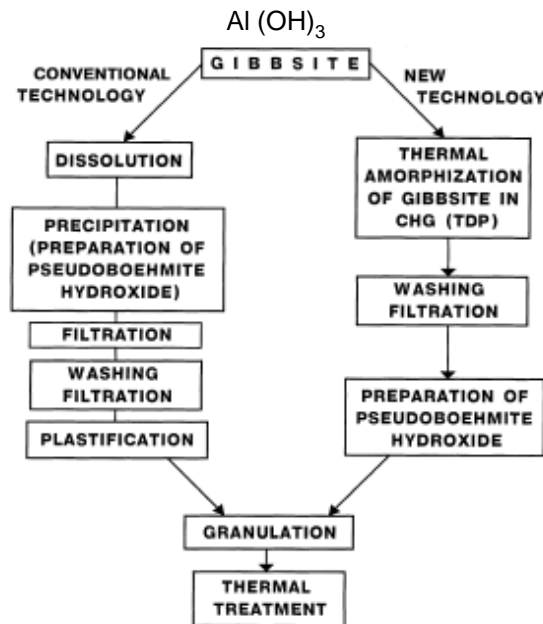 Al (OH)3
GIBBSITE
CONVENTIONAL
TECHNOLOGY
NEW
TECHNOLOGY
DISSOLUTION
PRECIPITATION
(PREPARATION OF
PSEUDOBOEHMITE
HYDROXIDE)
FILTRATION
WASHING
FILTRATION
PLASTIFICATION
THERMAL
AMORPHIZATION
OF GIBBSITE IN
CHG (TDP)
WASHING
FILTRATION
PREPARATION OF
PSEUDOBOEHMITE
HYDROXIDE
GRANULATION
THERMAL
TREATMENT